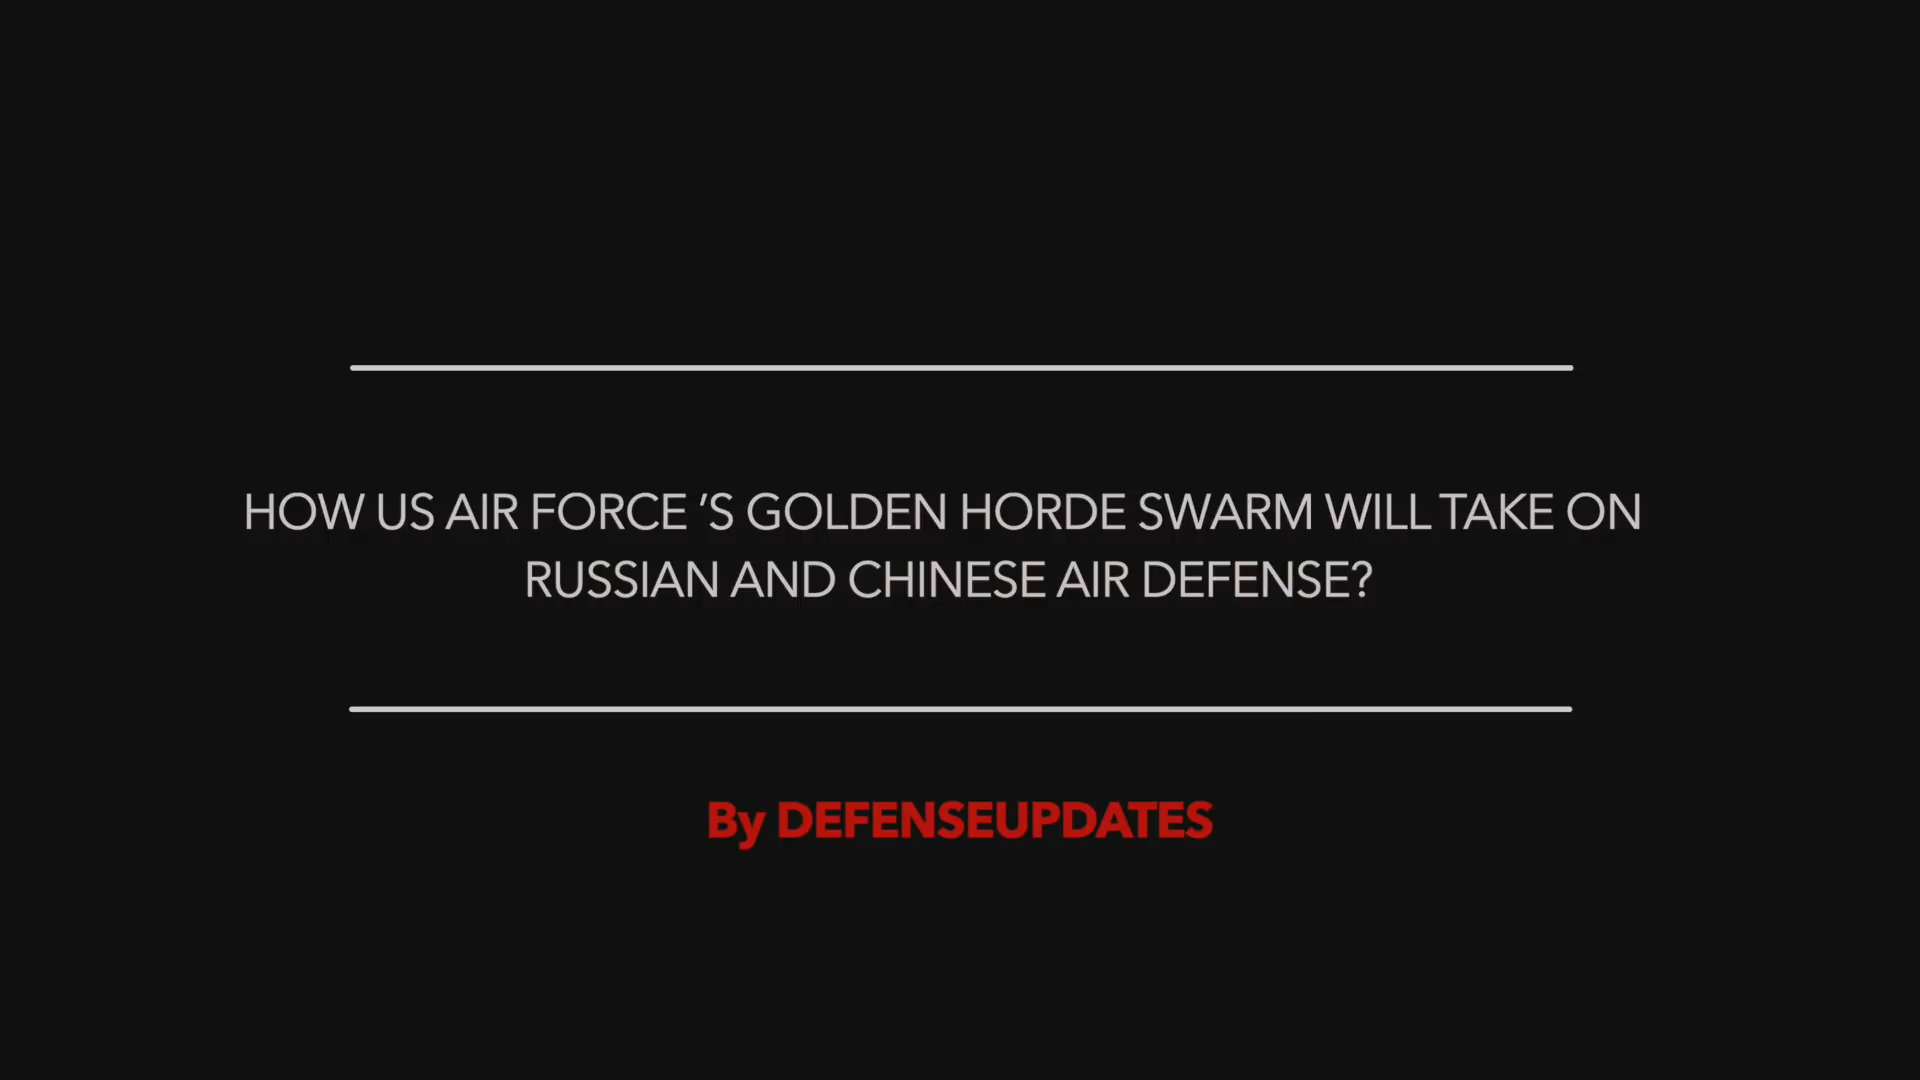 HOW US AIR FORCE ’S GOLDEN HORDE SWARM WILL TAKE ON
RUSSIAN AND CHINESE AIR DEFENSE?
By DEFENSEUPDATES